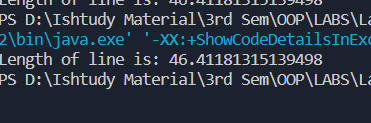 Length of line is: 46.41181315139498
PS D:\Ishtudy Material\3rd Sem\OOP\LABS\La
2\bin\java.exe' '-XX:+ShowCodeDetailsInExc
Length of line is: 46.41181315139498
PS D:\Ishtudy Material\3rd Sem\OOP\LABS\La